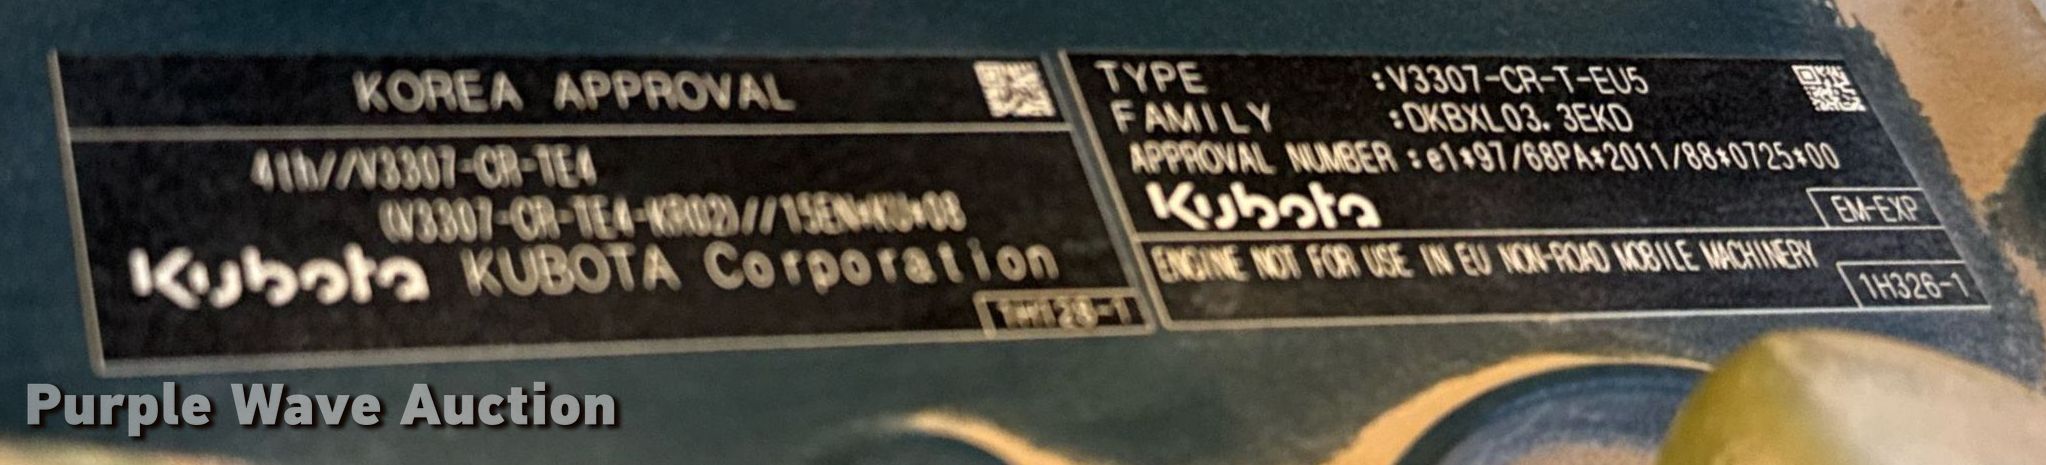 KOREA APPROVAL
4th//V3307-CR-TE4
(V3307-CR-TE4-KR02)//15EN*KU*08
Kubota KUBOTA Corporation
TYPE :V3307-CR-T-EU5
FAMILY :DKBXL03.3EKD
APPROVAL NUMBER :e1*97/68PA*2011/88*0725*00
Kubota
EM-EXP
ENGINE NOT FOR USE IN EU NON-ROAD MOBILE MACHINERY
1H326-1
Purple Wave Auction